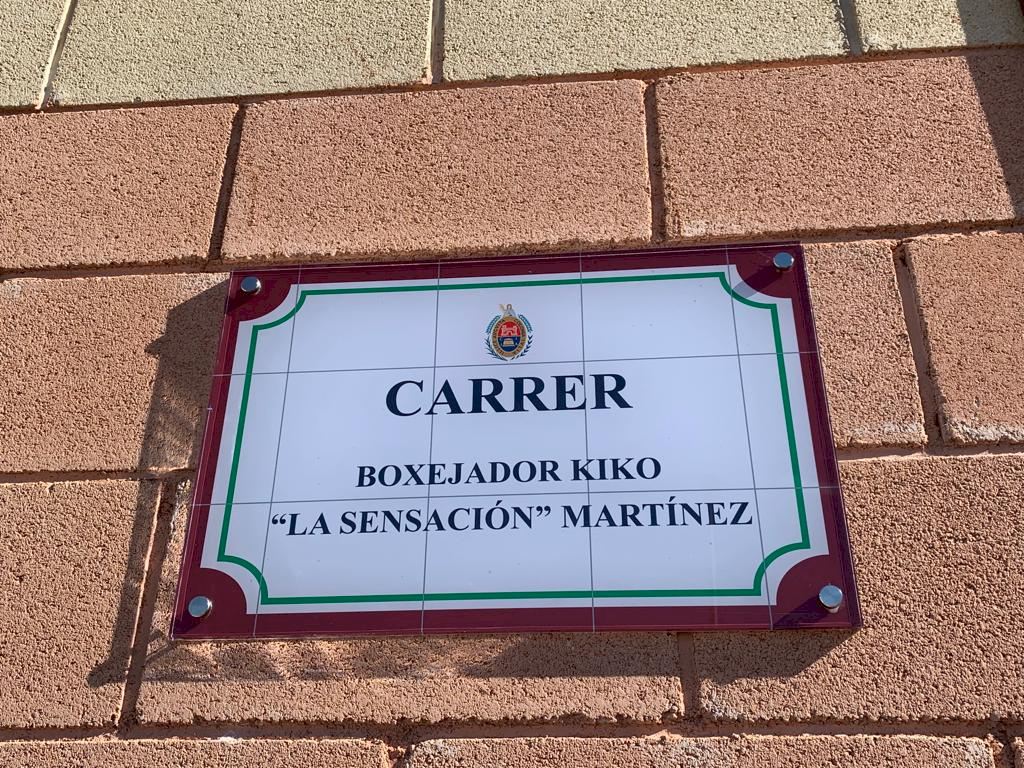 CARRER
BOXEJADOR KIKO
“LA SENSACIÓN” MARTÍNEZ